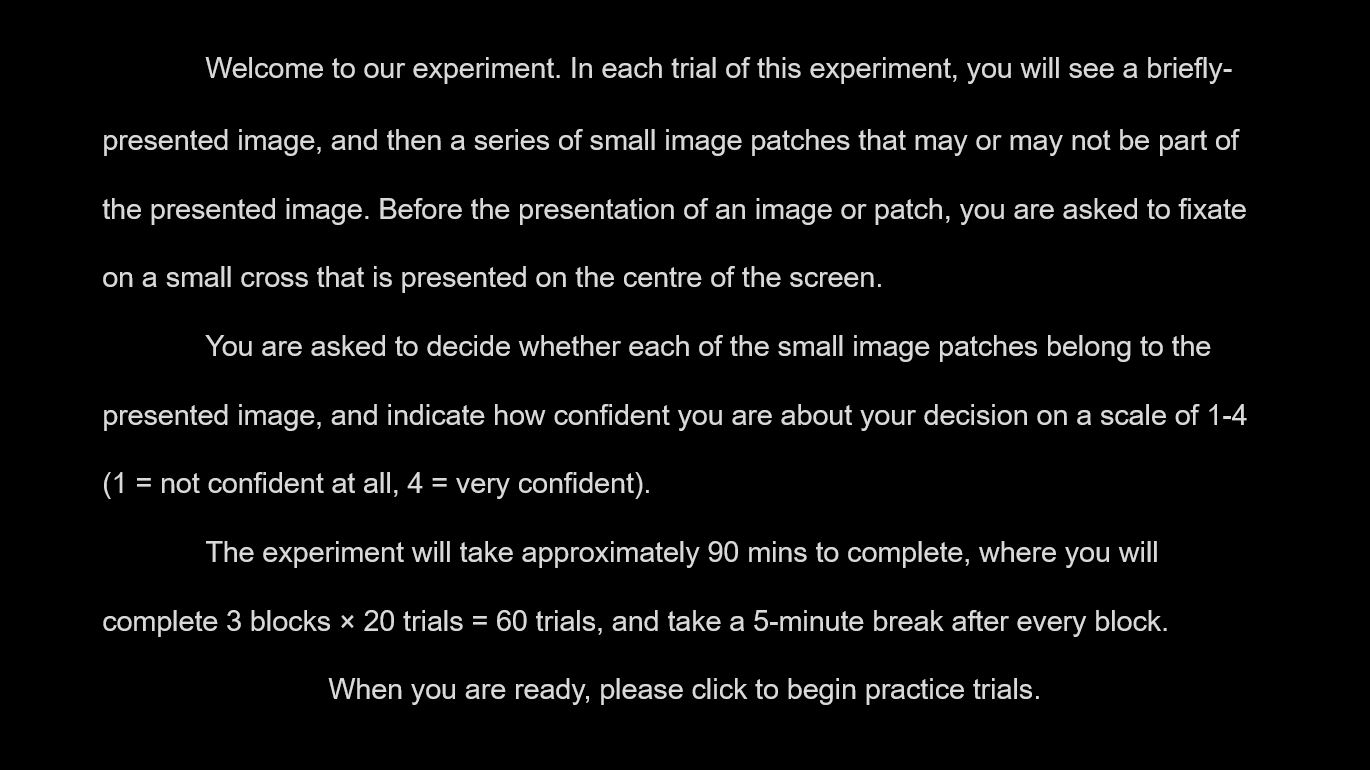 Welcome to our experiment. In each trial of this experiment, you will see a briefly-
presented image, and then a series of small image patches that may or may not be part of
the presented image. Before the presentation of an image or patch, you are asked to fixate
on a small cross that is presented on the centre of the screen.
You are asked to decide whether each of the small image patches belong to the
presented image, and indicate how confident you are about your decision on a scale of 1-4
(1 = not confident at all, 4 = very confident).
The experiment will take approximately 90 mins to complete, where you will
complete 3 blocks × 20 trials = 60 trials, and take a 5-minute break after every block.
When you are ready, please click to begin practice trials.